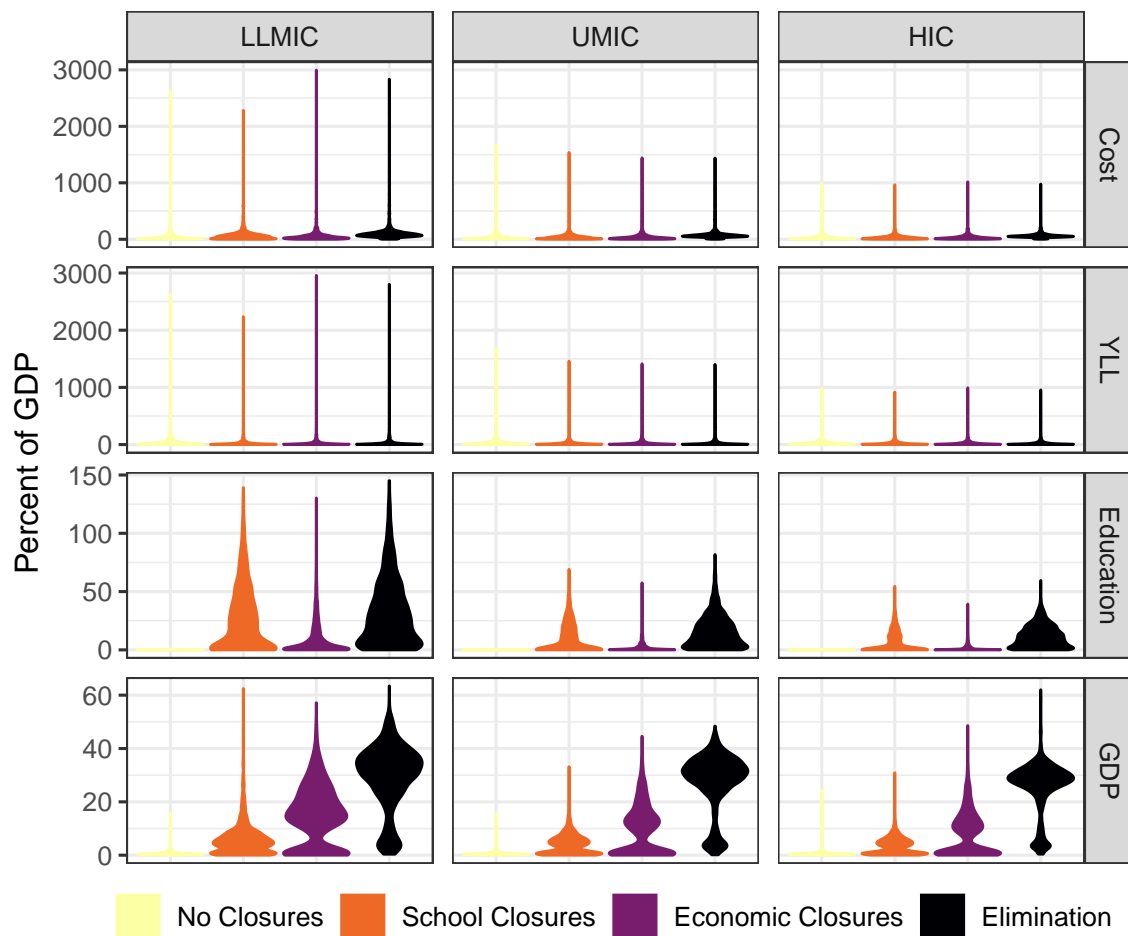 LLMIC UMIC HIC
3000
2000
1000
0
Cost
3000
2000
1000
0
YLL
150
100
50
0
Education
60
40
20
0
GDP
Percent of GDP
No Closures School Closures Economic Closures Elimination